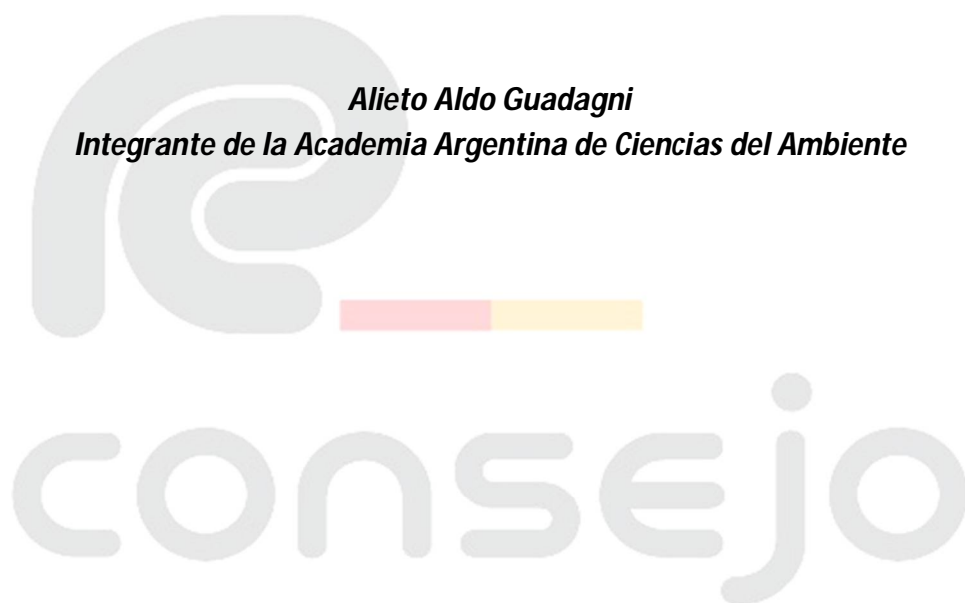 Alieto Aldo Guadagni
Integrante de la Academia Argentina de Ciencias del Ambiente
consejo